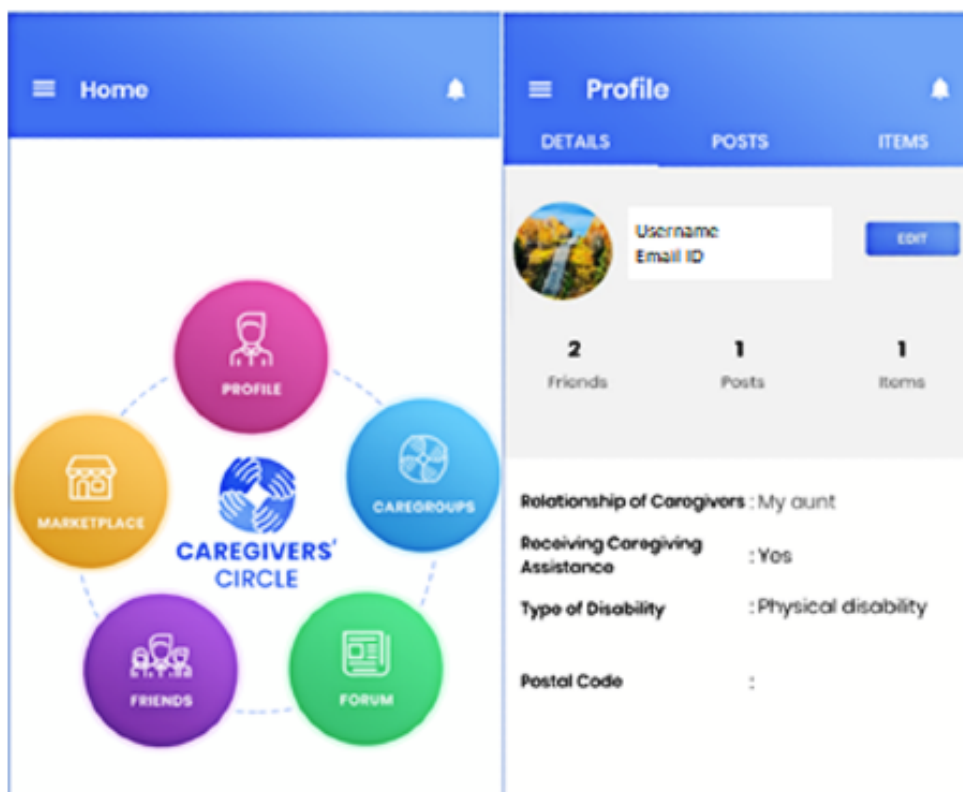 Home
PROFILE
MARKETPLACE
CAREGROUPS
CAREGIVERS'
CIRCLE
FRIENDS
FORUM
Profile
DETAILS POSTS ITEMS
Username
Email ID
EDIT
2 1 1
Friends Posts Items
Relationship of Caregivers : My aunt
Receiving Caregiving
Assistance : Yes
Type of Disability : Physical disability
Postal Code :